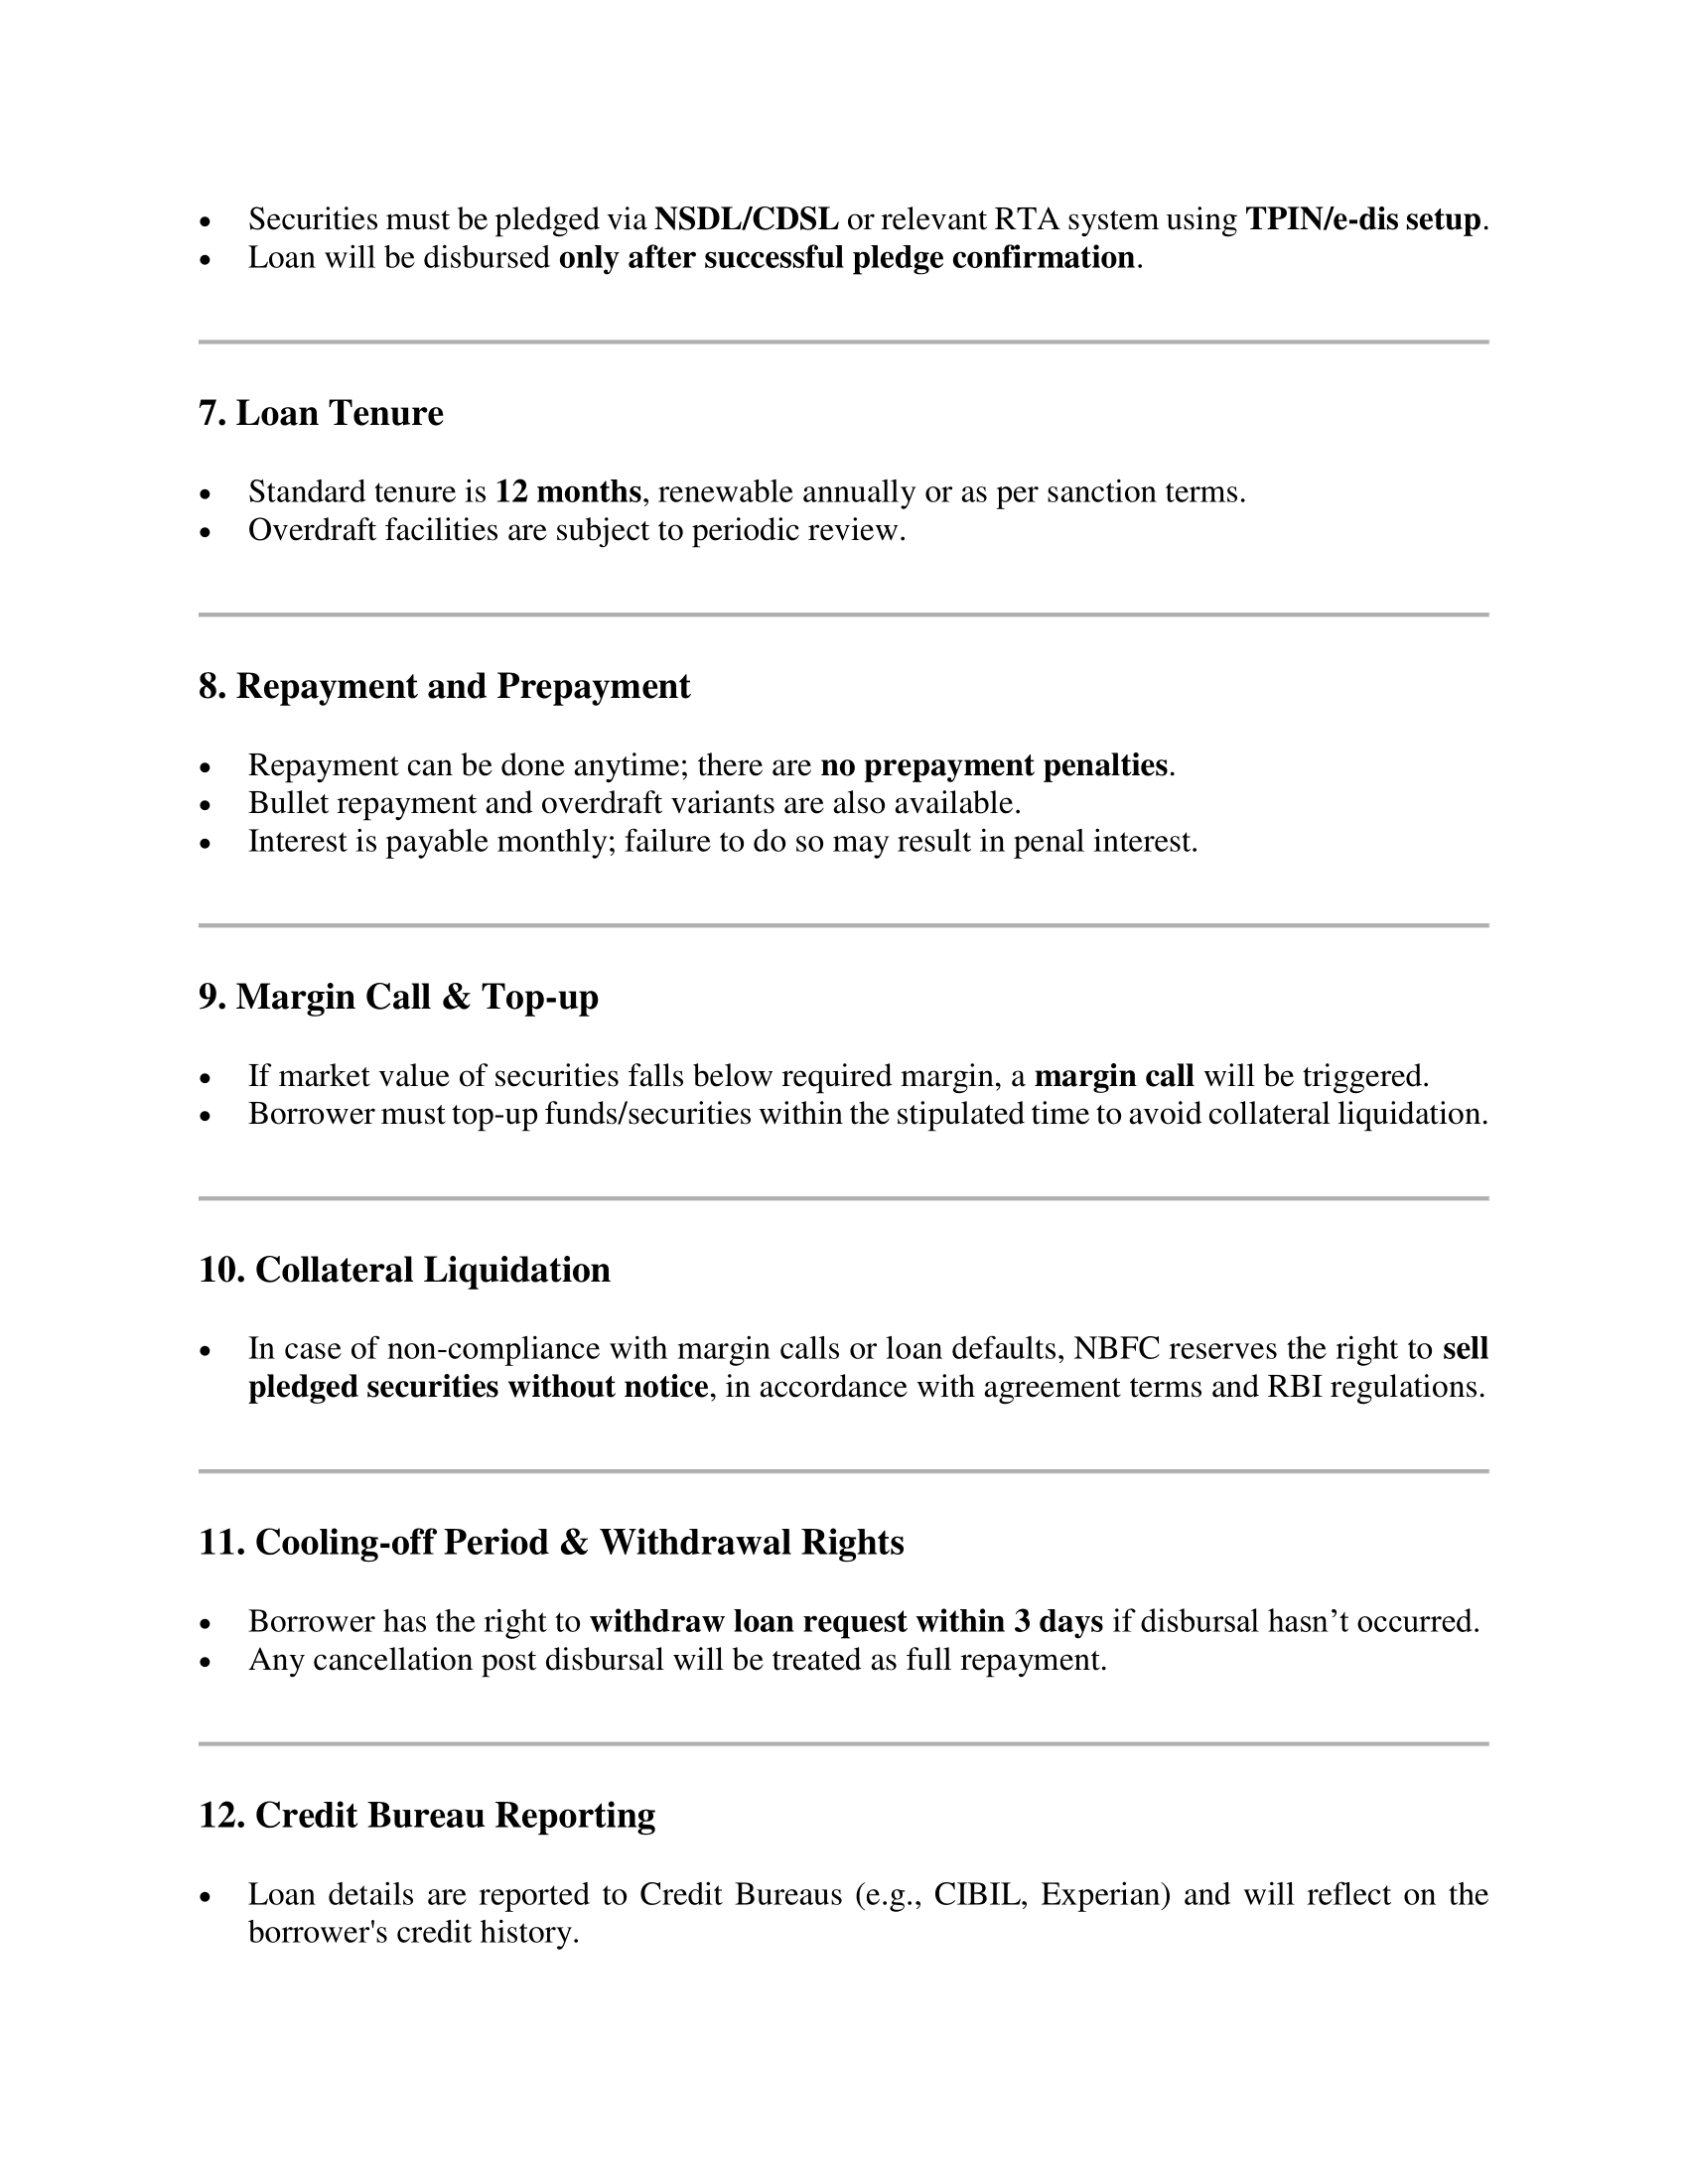 • Securities must be pledged via NSDL/CDSL or relevant RTA system using TPIN/e-dis setup.
• Loan will be disbursed only after successful pledge confirmation.
7. Loan Tenure
• Standard tenure is 12 months, renewable annually or as per sanction terms.
• Overdraft facilities are subject to periodic review.
8. Repayment and Prepayment
• Repayment can be done anytime; there are no prepayment penalties.
• Bullet repayment and overdraft variants are also available.
• Interest is payable monthly; failure to do so may result in penal interest.
9. Margin Call & Top-up
• If market value of securities falls below required margin, a margin call will be triggered.
• Borrower must top-up funds/securities within the stipulated time to avoid collateral liquidation.
10. Collateral Liquidation
• In case of non-compliance with margin calls or loan defaults, NBFC reserves the right to sell
pledged securities without notice, in accordance with agreement terms and RBI regulations.
11. Cooling-off Period & Withdrawal Rights
• Borrower has the right to withdraw loan request within 3 days if disbursal hasn’t occurred.
• Any cancellation post disbursal will be treated as full repayment.
12. Credit Bureau Reporting
• Loan details are reported to Credit Bureaus (e.g., CIBIL, Experian) and will reflect on the
borrower's credit history.